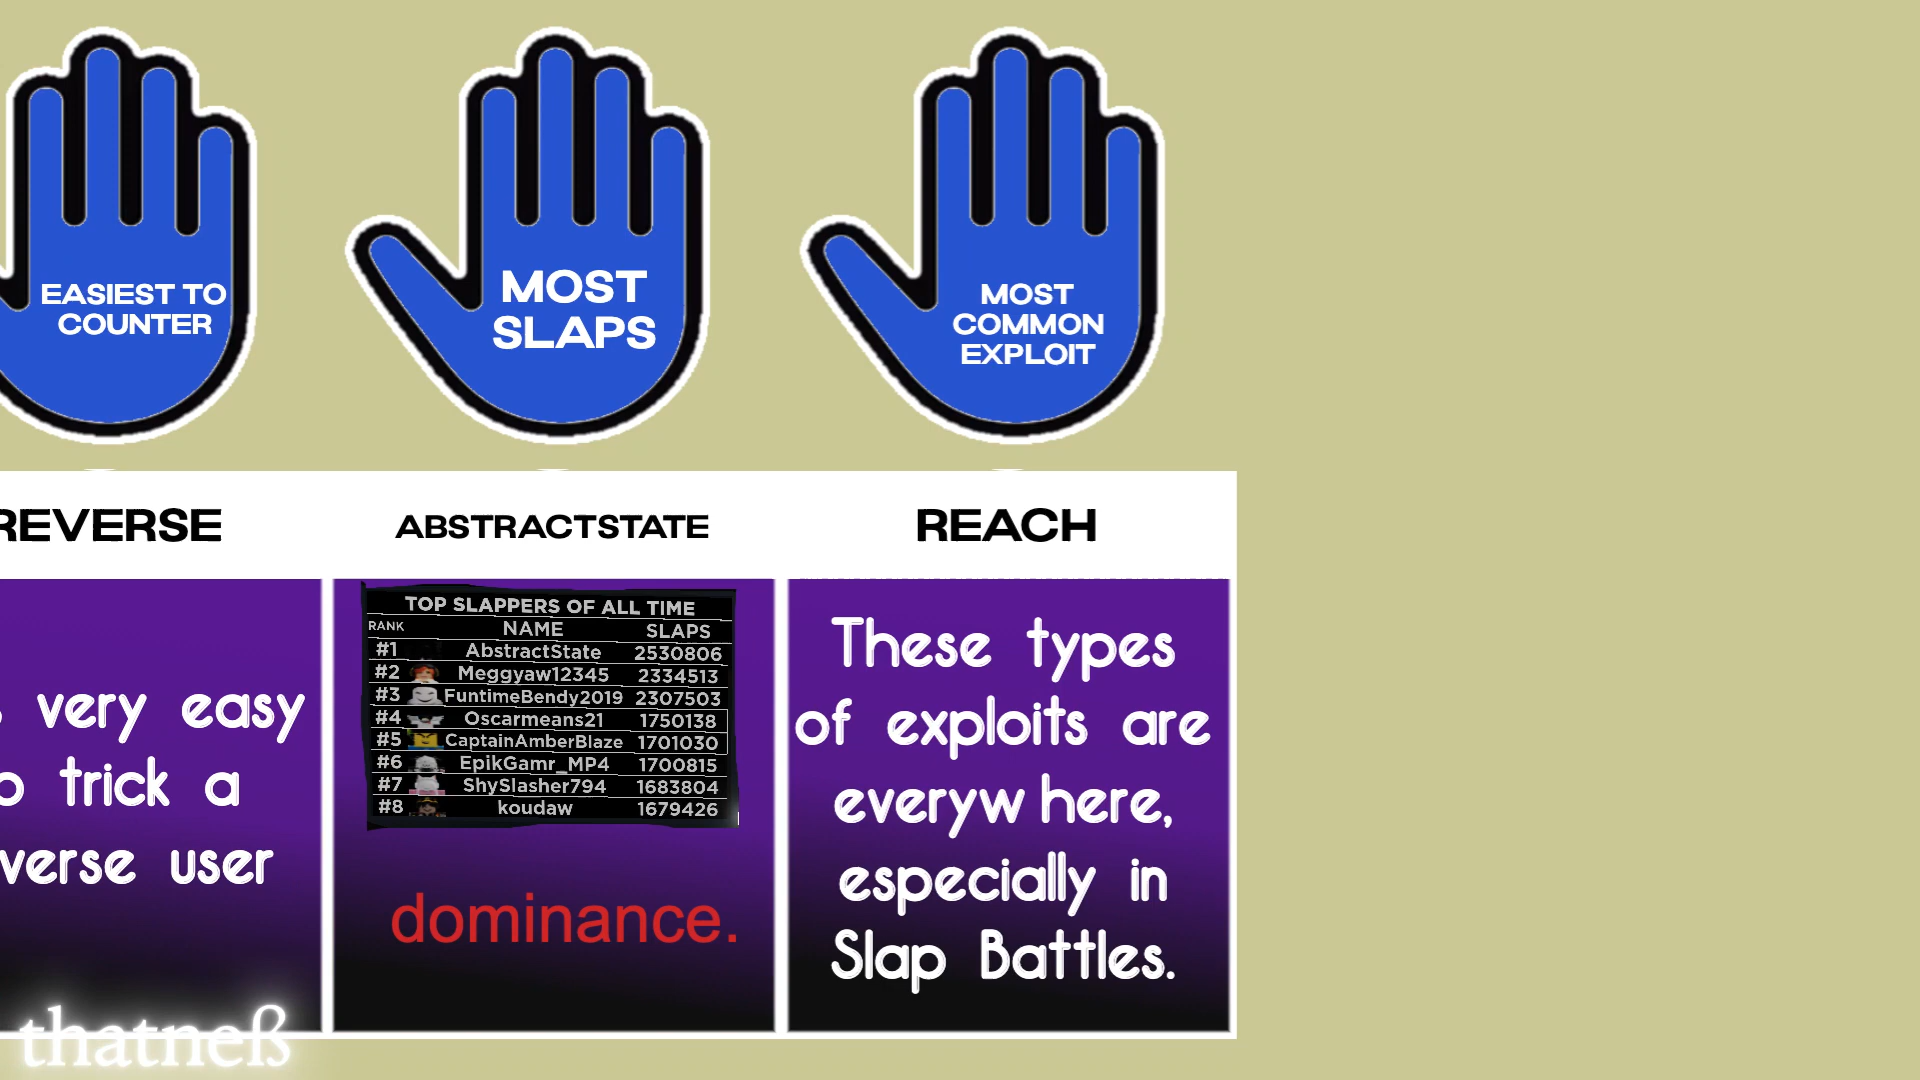 EASIEST TO
COUNTER
MOST
SLAPS
MOST
COMMON
EXPLOIT
REVERSE
ABSTRACTSTATE
REACH
very easy
trick a
user
TOP SLAPPERS OF ALL TIME
RANK NAME SLAPS
#1 AbstractState 2530806
#2 Meggyaw12345 2334513
#3 FuntimeBendy2019 2307503
#4 Oscarmeans21 1750138
#5 CaptainAmberBlaze 1701030
#6 EpikGamr_MP4 1700815
#7 ShySlasher794 1683804
#8 koudaw 1679426
dominance.
These types
of exploits are
everyw here,
especially in
Slap Battles.
thatneß